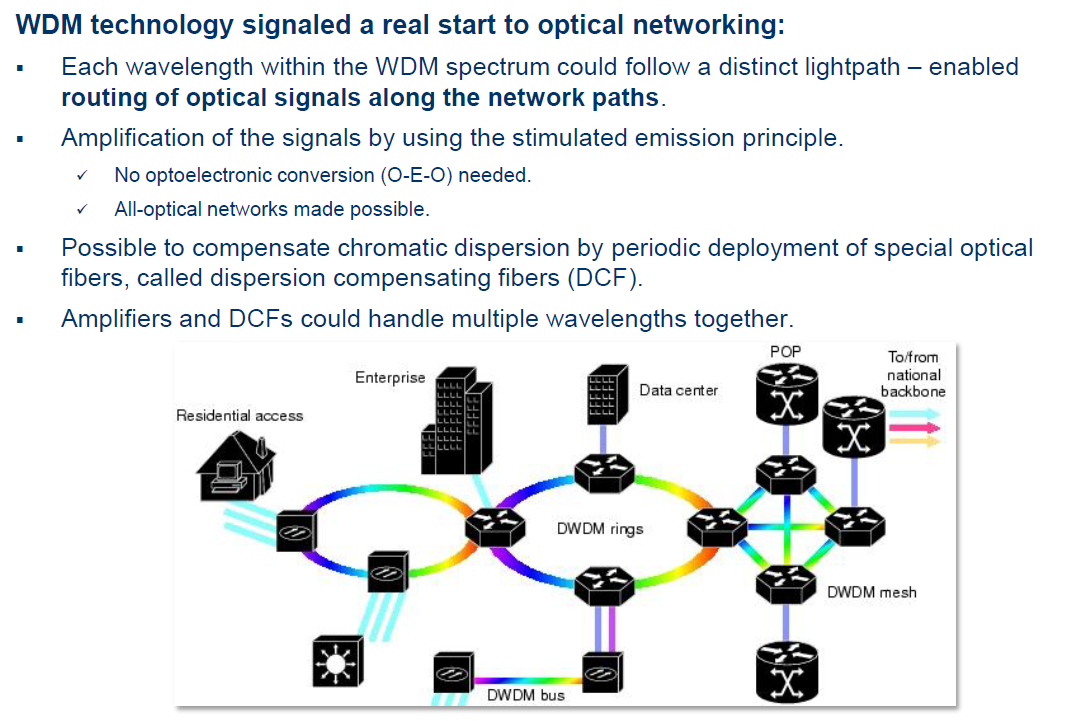 WDM technology signaled a real start to optical networking:
▪ Each wavelength within the WDM spectrum could follow a distinct lightpath – enabled
routing of optical signals along the network paths.
▪ Amplification of the signals by using the stimulated emission principle.
✓ No optoelectronic conversion (O-E-O) needed.
✓ All-optical networks made possible.
▪ Possible to compensate chromatic dispersion by periodic deployment of special optical
fibers, called dispersion compensating fibers (DCF).
▪ Amplifiers and DCFs could handle multiple wavelengths together.
Residential access
Enterprise
Data center
POP
To/from
national
backbone
DWDM rings
DWDM mesh
DWDM bus